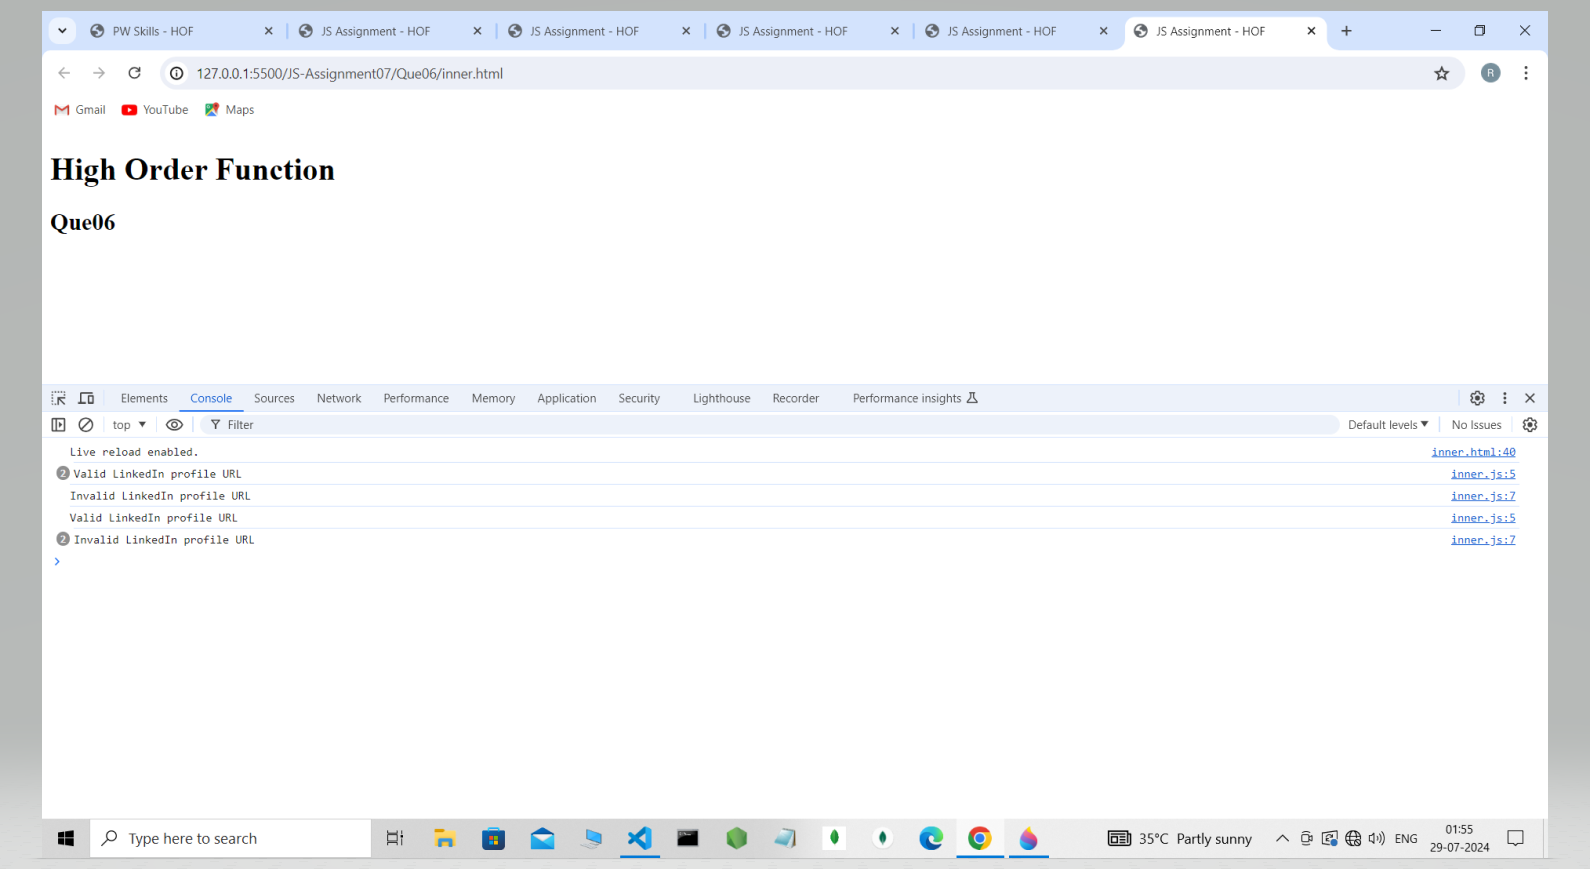 PW Skills - HOF
JS Assignment - HOF
JS Assignment - HOF
JS Assignment - HOF
JS Assignment - HOF
JS Assignment - HOF
127.0.0.1:5500/JS-Assignment07/Que06/inner.html
R
Gmail
YouTube
Maps
High Order Function
Que06
Elements Console Sources Network Performance Memory Application Security Lighthouse Recorder Performance insights
top Filter Default levels No Issues
Live reload enabled. inner.html:40
2 Valid LinkedIn profile URL inner.js:5
Invalid LinkedIn profile URL inner.js:7
Valid LinkedIn profile URL inner.js:5
2 Invalid LinkedIn profile URL inner.js:7
Type here to search
35°C Partly sunny
ENG
01:55
29-07-2024